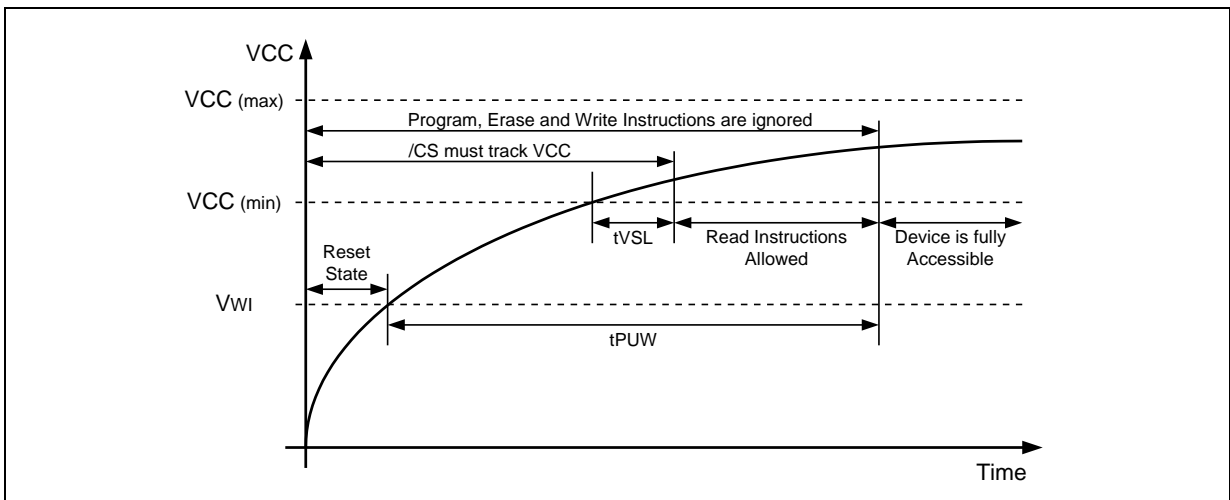 VCC
VCC (max)
Program, Erase and Write Instructions are ignored
/CS must track VCC
VCC (min)
tVSL
Read Instructions
Allowed
Device is fully
Accessible
Reset
State
VWI
tPUW
Time